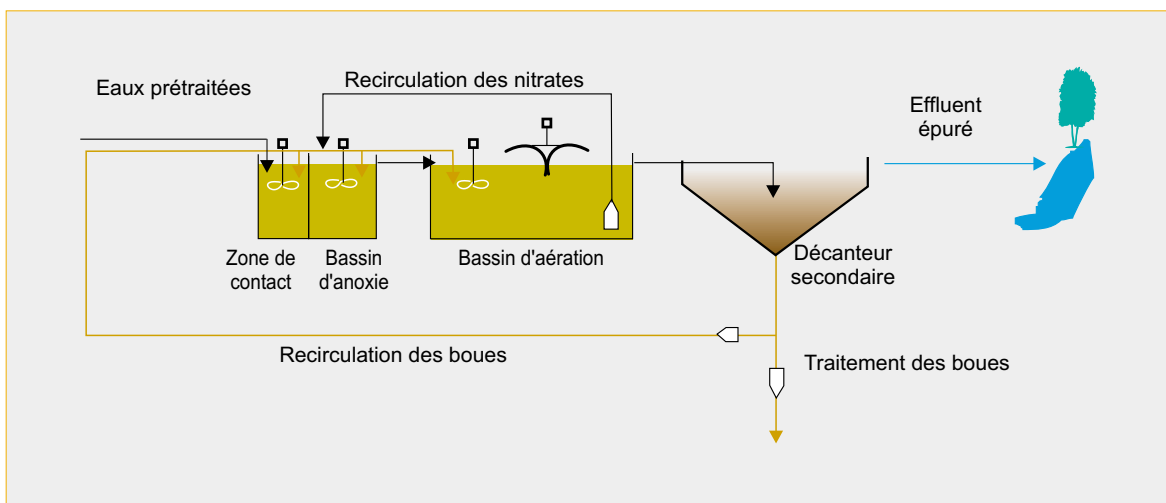 Eaux prétraitées
Recirculation des nitrates
Effluent
épuré
Zone de
contact
Bassin
d'anoxie
Bassin d'aération
Décanteur
secondaire
Recirculation des boues
Traitement des boues